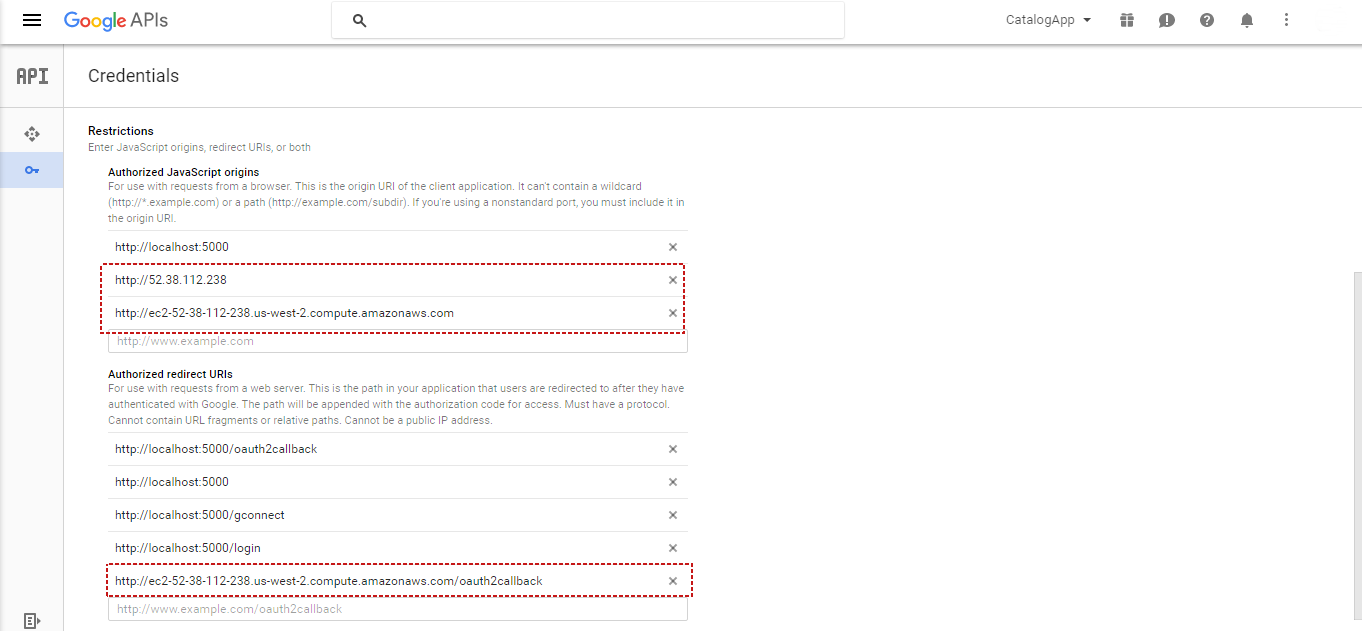 Google APIs
CatalogApp
API
Credentials
Restrictions
Enter JavaScript origins, redirect URIs, or both
Authorized JavaScript origins
For use with requests from a browser. This is the origin URI of the client application. It can't contain a wildcard
(http://*.example.com) or a path (http://example.com/subdir). If you're using a nonstandard port, you must include it in
the origin URI.
http://localhost:5000
http://52.38.112.238
http://ec2-52-38-112-238.us-west-2.compute.amazonaws.com
http://www.example.com
Authorized redirect URIs
For use with requests from a web server. This is the path in your application that users are redirected to after they have
authenticated with Google. The path will be appended with the authorization code for access. Must have a protocol.
Cannot contain URL fragments or relative paths. Cannot be a public IP address.
http://localhost:5000/oauth2callback
http://localhost:5000
http://localhost:5000/gconnect
http://localhost:5000/login
http://ec2-52-38-112-238.us-west-2.compute.amazonaws.com/oauth2callback
http://www.example.com/oauth2callback